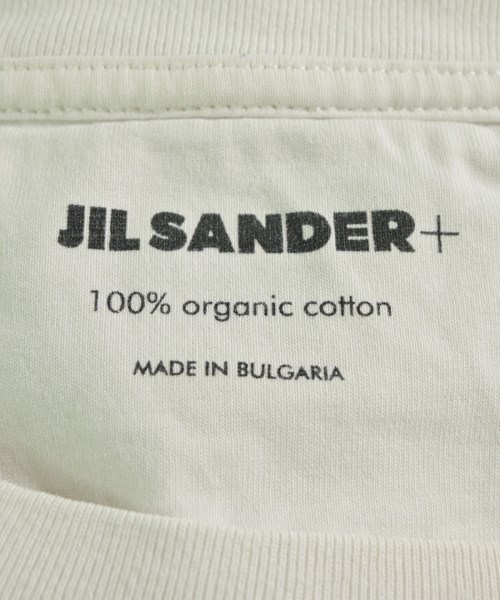 JIL SANDER+
100% organic cotton
MADE IN BULGARIA